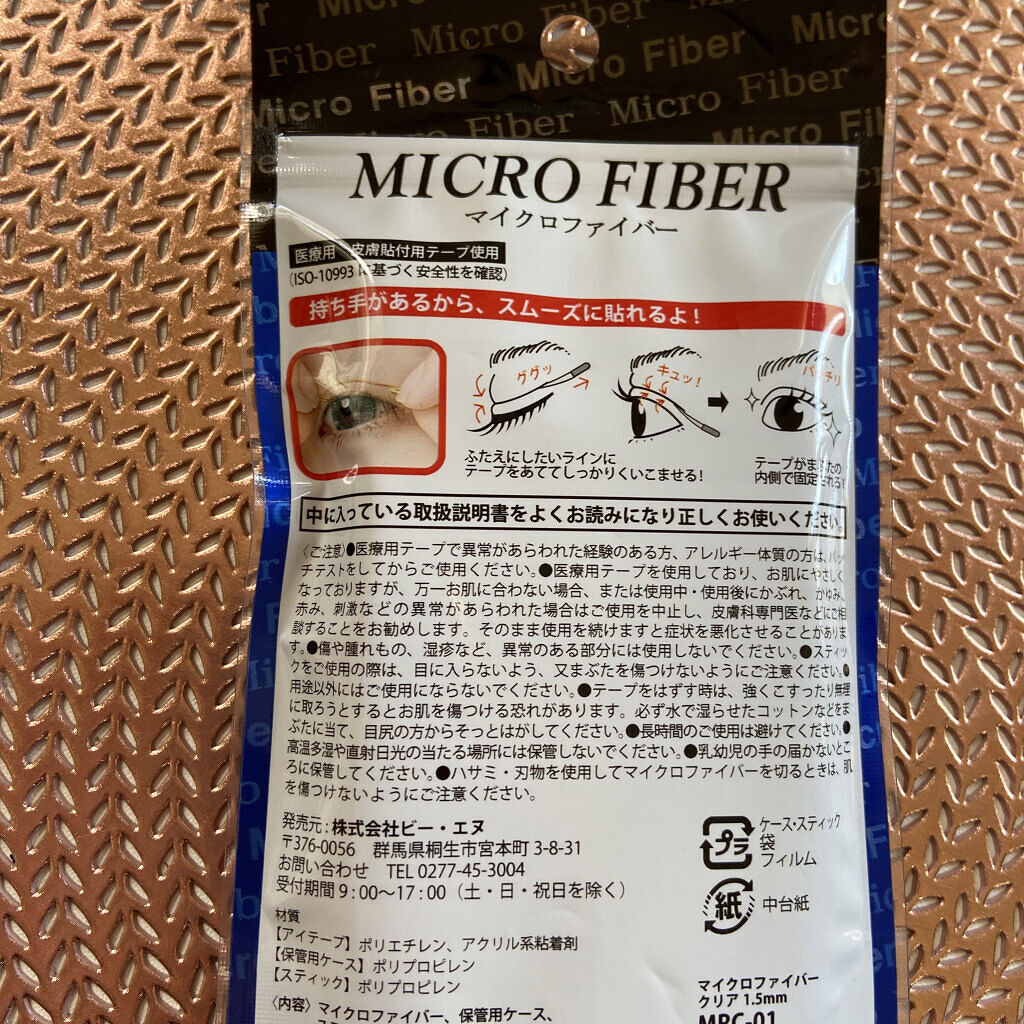 Fiber
Micro
Fiber
Micro
Micro Fiber
Micro Fiber
Micro Fiber
Micro Fiber
Micro
MICRO FIBER
マイクロファイバー
医療用 皮膚貼付用テープ使用
(ISO-10993 に基づく安全性を確認)
持ち手があるから、スムーズに貼れるよ!
ググッ
キュッ!
パッチリ
ふたえにしたいラインに
テープをあててしっかりくいこませる!
テープがまぶたの
内側で固定される!
中に入っている取扱説明書をよくお読みになり正しくお使いください。
〈ご注意〉●医療用テープで異常があらわれた経験のある方、アレルギー体質の方は、パッ
チテストをしてからご使用ください。●医療用テープを使用しており、お肌にやさしく
なっておりますが、万一お肌に合わない場合、または使用中・使用後にかぶれ、かゆみ、
赤み、刺激などの異常があらわれた場合はご使用を中止し、皮膚科専門医などにご相
談することをお勧めします。そのまま使用を続けますと症状を悪化させることがありま
す。●傷や腫れもの、湿疹など、異常のある部分には使用しないでください。●スティッ
クをご使用の際は、目に入らないよう、又まぶたを傷つけないようにご注意ください。●
用途以外にはご使用にならないでください。●テープをはずす時は、強くこすったり無理
に取ろうとするとお肌を傷つける恐れがあります。必ず水で湿らせたコットンなどをま
ぶたに当て、目尻の方からそっとはがしてください。●長時間のご使用は避けてください。●
高温多湿や直射日光の当たる場所には保管しないでください。●乳幼児の手の届かないとこ
ろに保管してください。●ハサミ・刃物を使用してマイクロファイバーを切るときは、肌
を傷つけないようにご注意ください。
発売元：株式会社ビー・エヌ
〒376-0056 群馬県桐生市宮本町 3-8-31
お問い合わせ TEL 0277-45-3004
受付期間 9：00～17：00（土・日・祝日を除く）
プラ
ケース・スティック
袋
フィルム
紙
中台紙
材質
【アイテープ】ポリエチレン、アクリル系粘着剤
【保管用ケース】ポリプロピレン
【スティック】ポリプロピレン
〈内容〉マイクロファイバー、保管用ケース、
マイクロファイバー
クリア 1.5mm
MRC-01